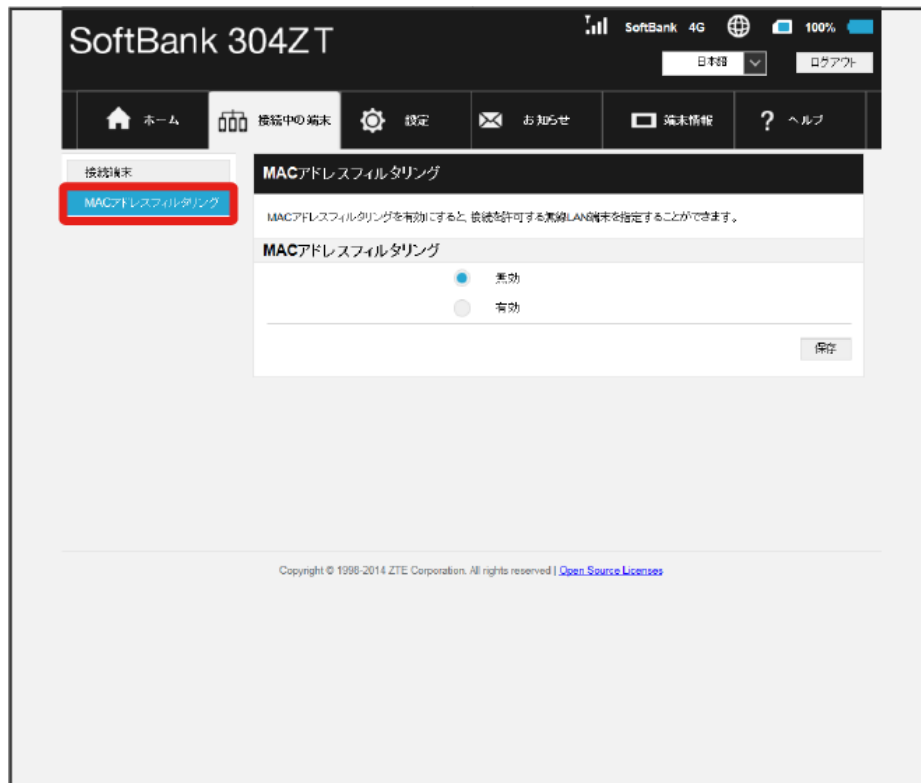 SoftBank 304ZT
SoftBank 4G 100%
日本語 ログアウト
ホーム 接続中の端末 設定 お知らせ 端末情報 ? ヘルプ
接続端末
MACアドレスフィルタリング
MACアドレスフィルタリング
MACアドレスフィルタリングを有効にすると、接続を許可する無線LAN端末を指定することができます。
MACアドレスフィルタリング
無効
有効
保存
Copyright © 1998-2014 ZTE Corporation. All rights reserved | Open Source Licenses